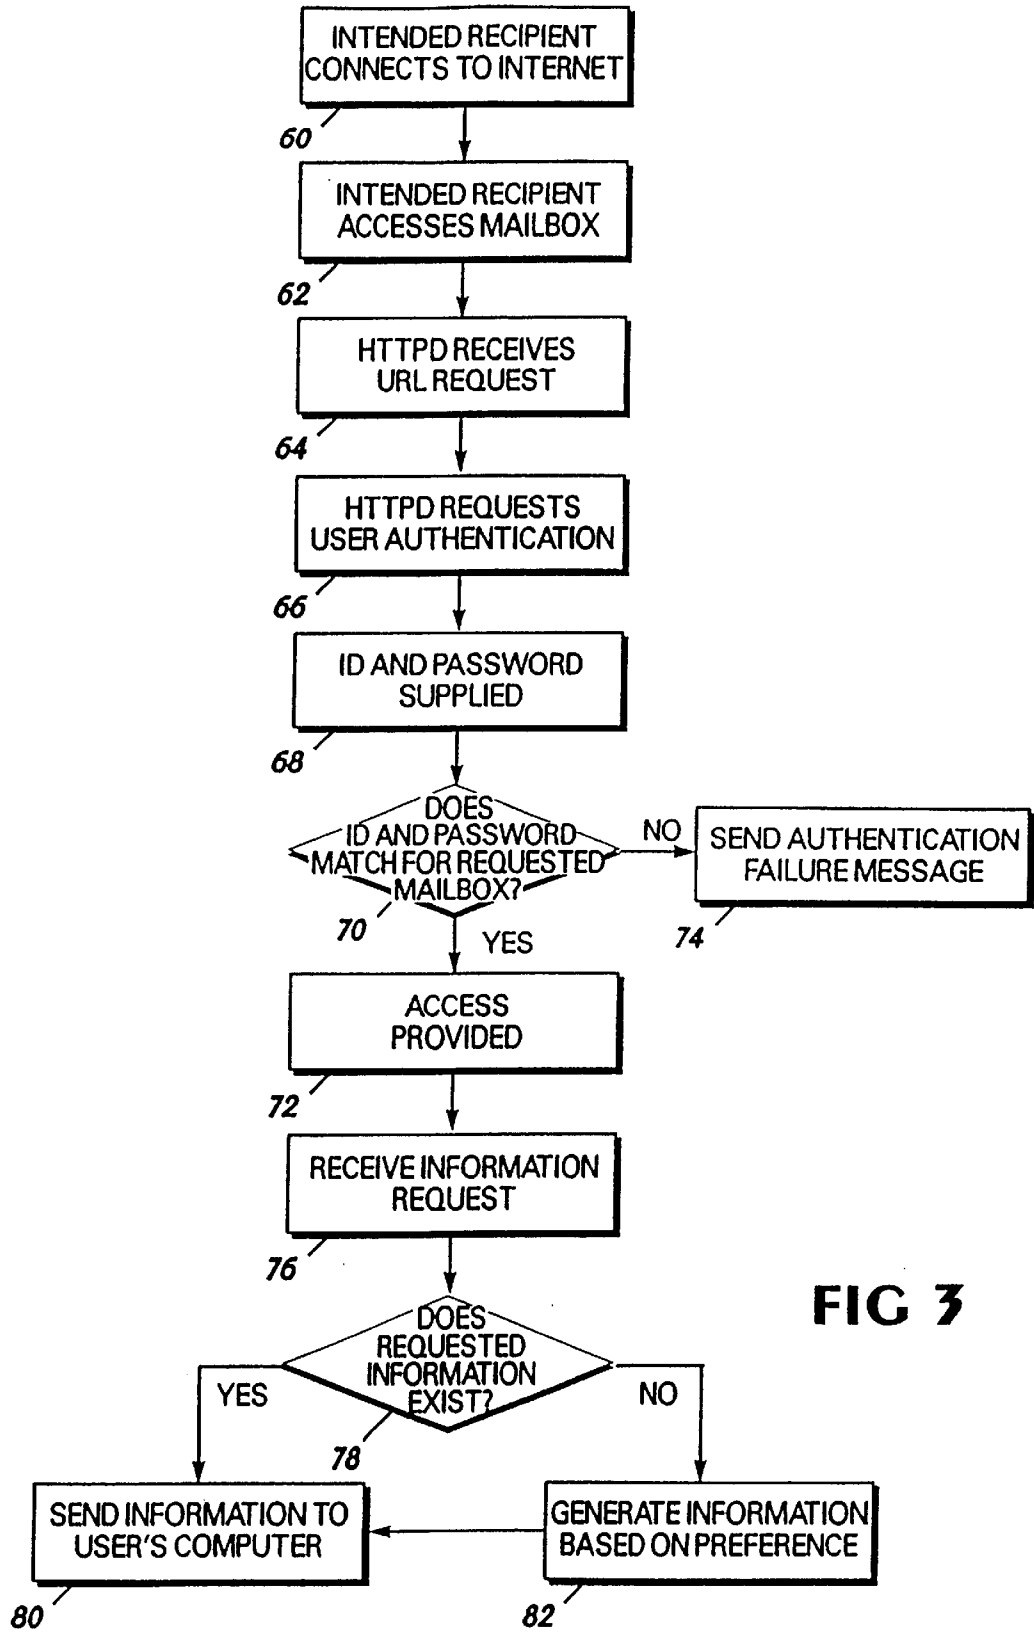 INTENDED RECIPIENT
CONNECTS TO INTERNET
60
INTENDED RECIPIENT
ACCESSES MAILBOX
62
HTTPD RECEIVES
URL REQUEST
64
HTTPD REQUESTS
USER AUTHENTICATION
66
ID AND PASSWORD
SUPPLIED
68
DOES
ID AND PASSWORD
MATCH FOR REQUESTED
MAILBOX?
70
NO
SEND AUTHENTICATION
FAILURE MESSAGE
74
YES
ACCESS
PROVIDED
72
RECEIVE INFORMATION
REQUEST
76
FIG 3
DOES
REQUESTED
INFORMATION
EXIST?
78
YES
NO
SEND INFORMATION TO
USER'S COMPUTER
80
GENERATE INFORMATION
BASED ON PREFERENCE
82